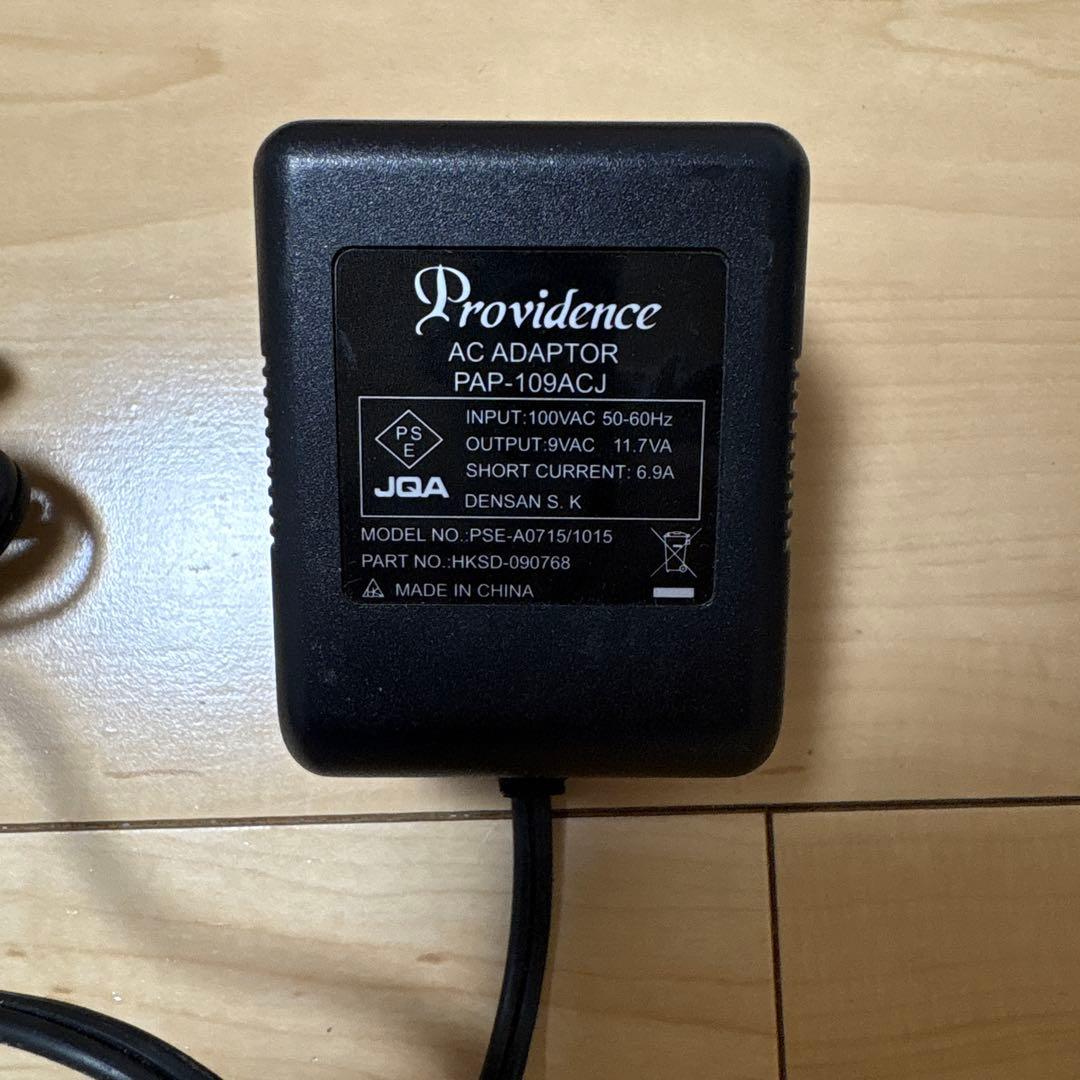 Providence
AC ADAPTOR
PAP-109ACJ
PS
E
JQA
INPUT:100VAC 50-60Hz
OUTPUT:9VAC 11.7VA
SHORT CURRENT: 6.9A
DENSAN S. K
MODEL NO.:PSE-A0715/1015
PART NO.:HKSD-090768
MADE IN CHINA